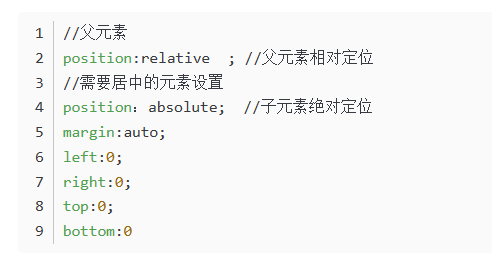 1 //父元素
2 position:relative  ; //父元素相对定位
3 //需要居中的元素设置
4 position：absolute;  //子元素绝对定位
5 margin:auto;
6 left:0;
7 right:0;
8 top:0;
9 bottom:0